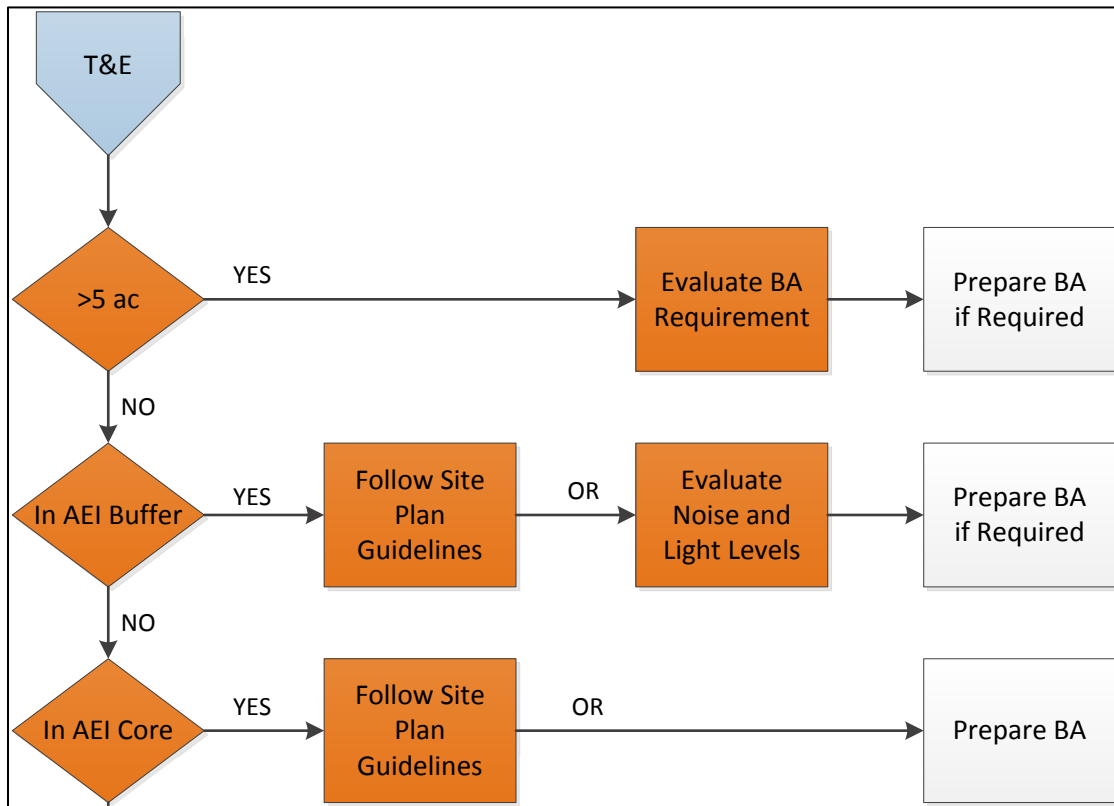 T&E
>5 ac
YES
Evaluate BA
Requirement
Prepare BA
if Required
NO
In AEI Buffer
YES
Follow Site
Plan
Guidelines
OR
Evaluate
Noise and
Light Levels
Prepare BA
if Required
NO
In AEI Core
YES
Follow Site
Plan
Guidelines
OR
Prepare BA